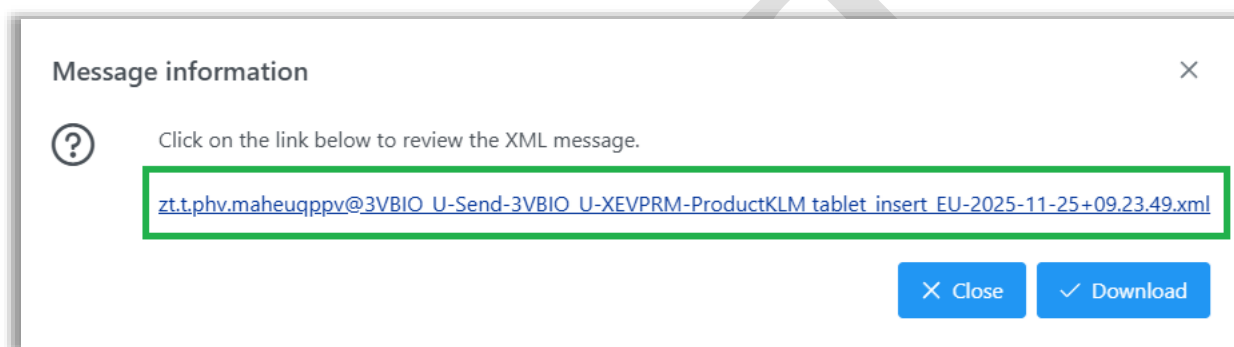 Message information
Click on the link below to review the XML message.
zt.t.phv.maheuqppv@3VBIO_U-Send-3VBIO_U-XEVPRM-ProductKLM tablet_insert_EU-2025-11-25+09.23.49.xml
Close
Download